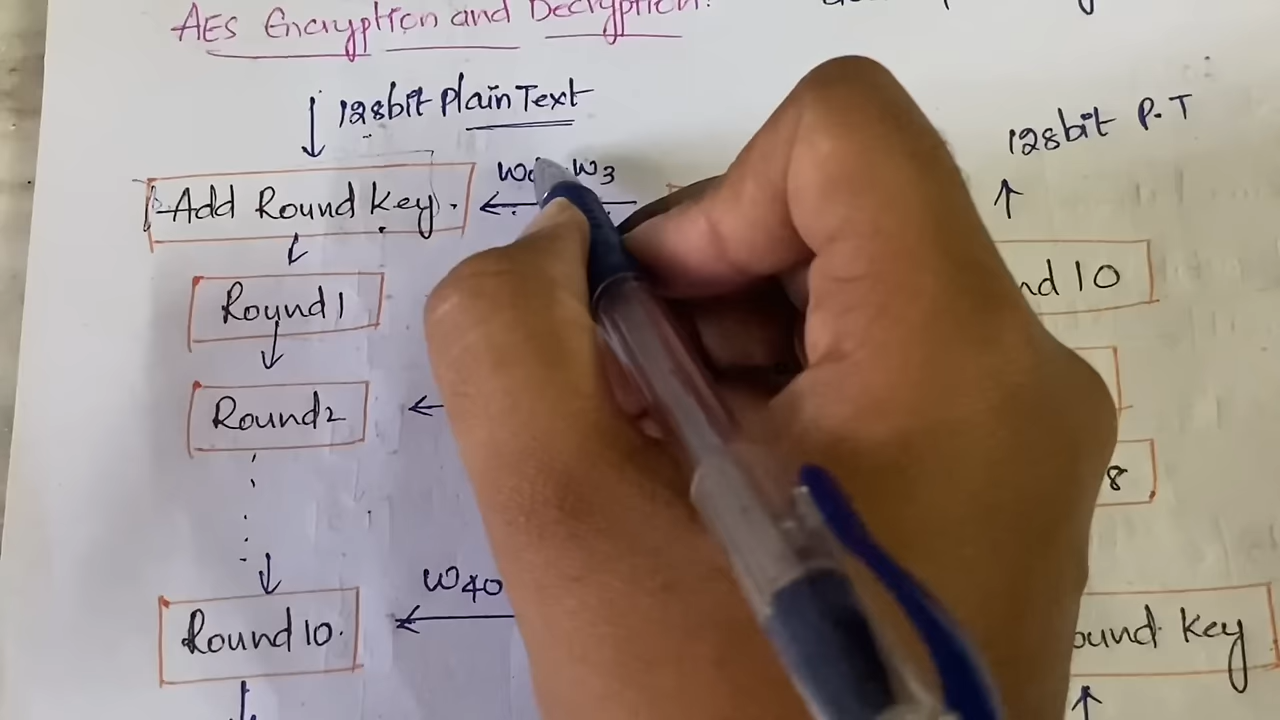 AES Encryption and Decryption:
128bit Plain Text
128bit P.T
W3
Add Round Key.
nd 10
Round 1
Round 2
8
W40
Round 10.
ound Key